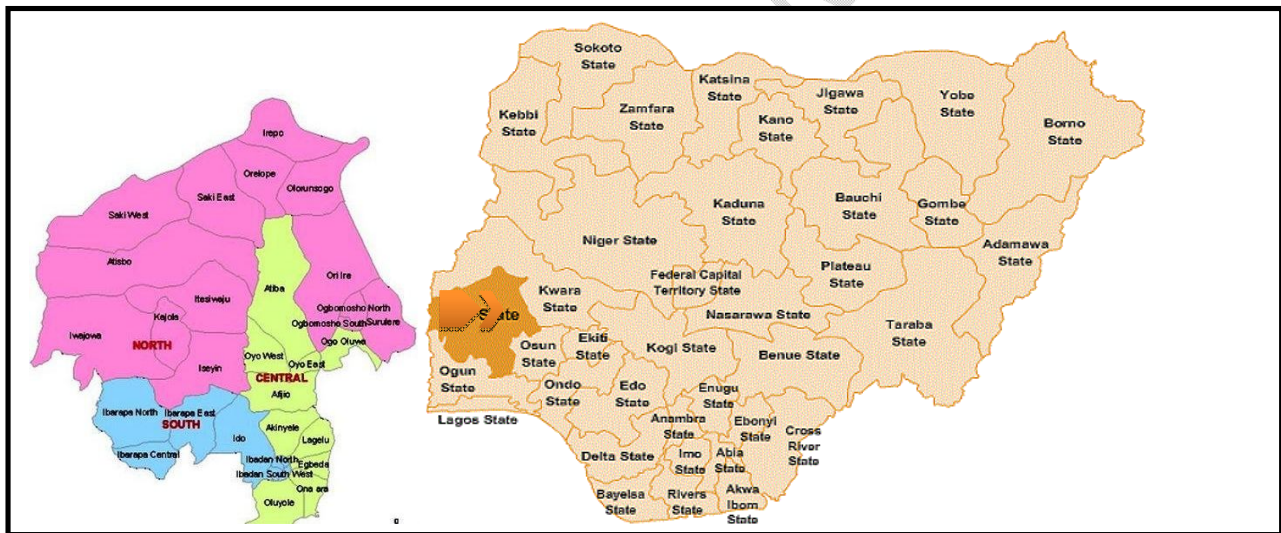 Irepo
Orelope
Olorunsogo
Saki East
Saki West
Atisbo
Ori Ire
Itesiwaju
Atiba
Kajola
Ogbomosho North
Ogbomosho South
Surulere
Iwajowa
NORTH
Ogo Oluwa
Oyo West
Oyo East
Iseyin
CENTRAL
Afijio
Ibarapa North
Ibarapa East
SOUTH
Akinyele
Ido
Lagelu
Ibarapa Central
Ibadan North
Egbeda
Ibadan South West
Ona ara
Oluyole
Sokoto
State
Katsina
State
Jigawa
State
Yobe
State
Kebbi
State
Zamfara
State
Kano
State
Borno
State
Kaduna
State
Bauchi
State
Gombe
State
Niger State
Adamawa
State
Federal Capital
Territory State
Plateau
State
Kwara
State
Nasarawa State
Taraba
State
Osun
State
Ekiti
State
Kogi State
Benue State
Ogun
State
Ondo
State
Edo
State
Enugu
State
Lagos State
Anambra
State
Ebonyi
State
Cross
River
State
Delta State
Imo
State
Abia
State
Bayelsa
State
Rivers
State
Akwa
Ibom
State